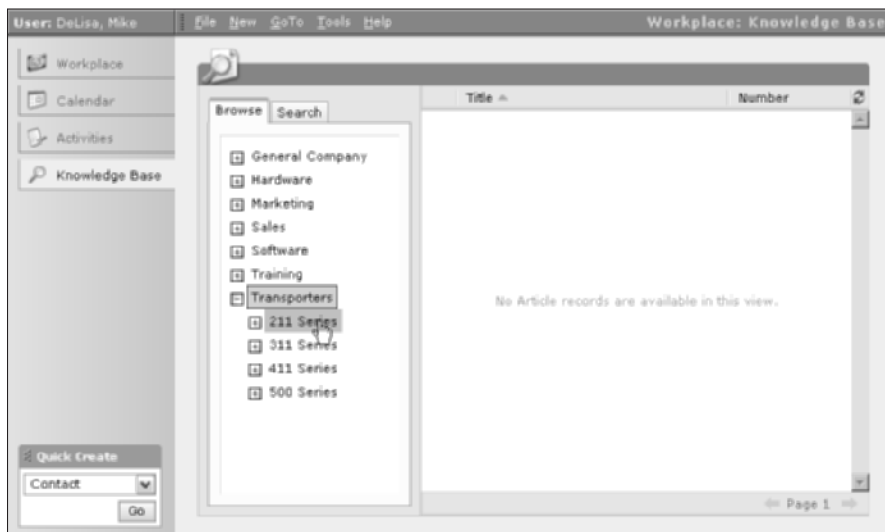 User: DeLisa, Mike
File New GoTo Tools Help
Workplace: Knowledge Base
Workplace
Calendar
Activities
Knowledge Base
Browse
Search
General Company
Hardware
Marketing
Sales
Software
Training
Transporters
211 Series
311 Series
411 Series
500 Series
Title
Number
No Article records are available in this view.
Page 1
Quick Create
Contact
Go